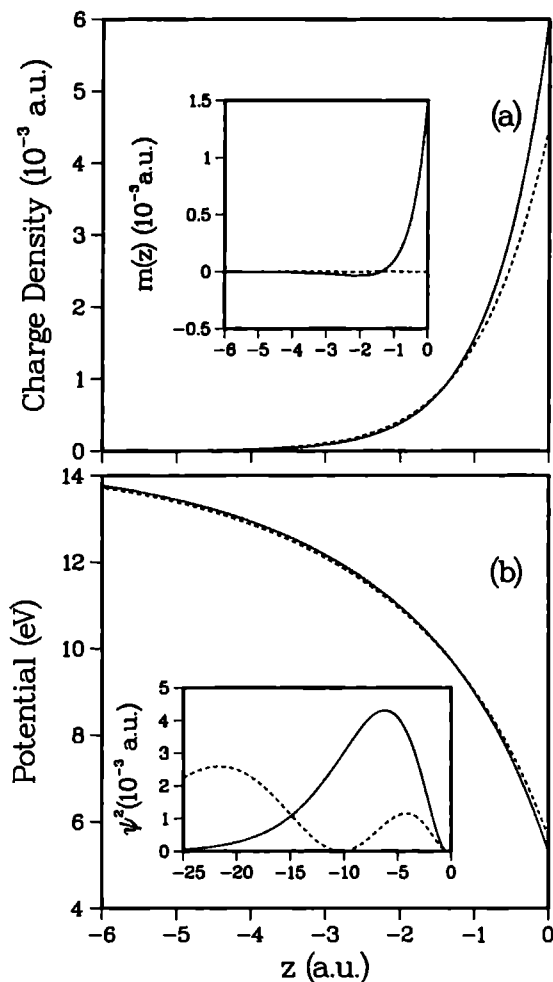 6
5
4
3
2
1
0
Charge Density (10⁻³ a.u.)
(a)
1.5
1
0.5
0
−0.5
m(z) (10⁻³a.u.)
−6 −5 −4 −3 −2 −1 0
14
12
10
8
6
4
Potential (eV)
(b)
5
4
3
2
1
0
ψ²(10⁻³ a.u.)
−25 −20 −15 −10 −5 0
−6 −5 −4 −3 −2 −1 0
z (a.u.)